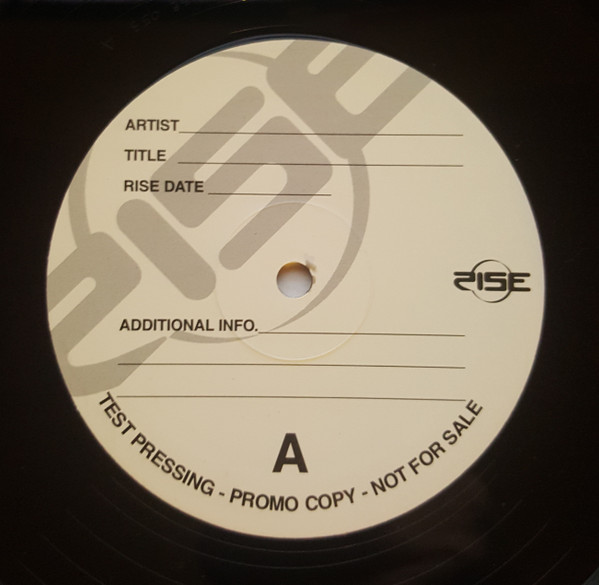 RISE
ARTIST
TITLE
RISE DATE
RISE
ADDITIONAL INFO.
A
TEST PRESSING - PROMO COPY - NOT FOR SALE